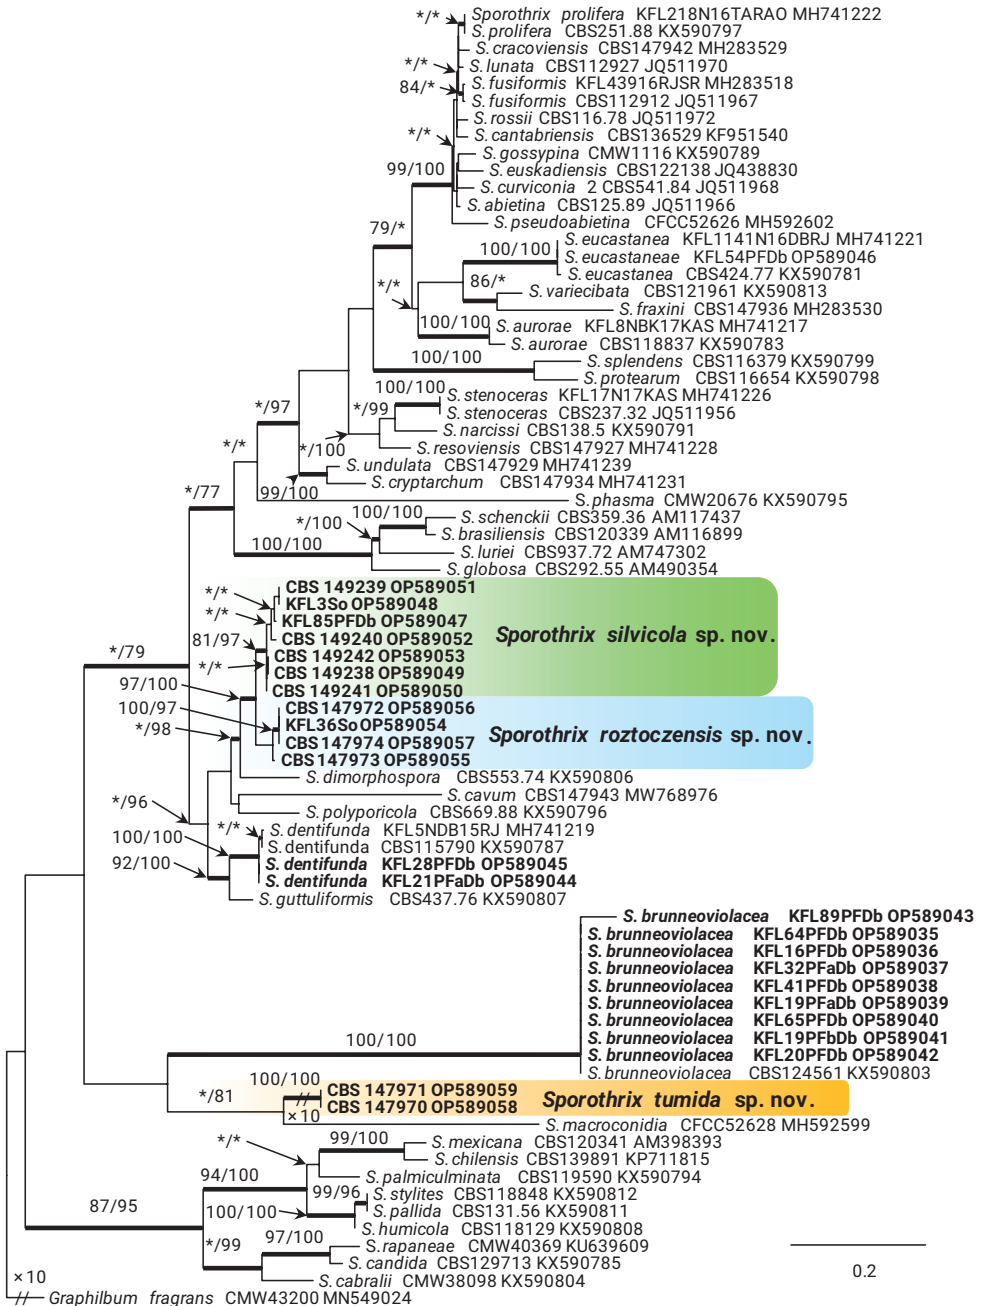 */*
Sporothrix prolifera KFL218N16TARAO MH741222
S. prolifera CBS251.88 KX590797
S. cracoviensis CBS147942 MH283529
*/*
S. lunata CBS112927 JQ511970
84/*
S. fusiformis KFL43916RJSR MH283518
S. fusiformis CBS112912 JQ511967
S. rossii CBS116.78 JQ511972
*/*
S. cantabriensis CBS136529 KF951540
S. gossypina CMW1116 KX590789
99/100
S. euskadiensis CBS122138 JQ438830
S. curviconia 2 CBS541.84 JQ511968
S. abietina CBS125.89 JQ511966
S. pseudoabietina CFCC52626 MH592602
79/*
S. eucastanea KFL1141N16DBRJ MH741221
100/100
S. eucastaneae KFL54PFDb OP589046
S. eucastanea CBS424.77 KX590781
*/*
86/*
S. variecibata CBS121961 KX590813
S. fraxini CBS147936 MH283530
100/100
S. aurorae KFL8NBK17KAS MH741217
S. aurorae CBS118837 KX590783
100/100
S. splendens CBS116379 KX590799
S. protearum CBS116654 KX590798
100/100
S. stenoceras KFL17N17KAS MH741226
*/97
*/99
S. stenoceras CBS237.32 JQ511956
S. narcissi CBS138.5 KX590791
*/*
*/100
S. resoviensis CBS147927 MH741228
S. undulata CBS147929 MH741239
S. cryptarchum CBS147934 MH741231
*/77
99/100
S. phasma CMW20676 KX590795
100/100
S. schenckii CBS359.36 AM117437
*/100
S. brasiliensis CBS120339 AM116899
100/100
S. luriei CBS937.72 AM747302
S. globosa CBS292.55 AM490354
*/*
CBS 149239 OP589051
KFL3So OP589048
*/*
KFL85PFDb OP589047
81/97
CBS 149240 OP589052
Sporothrix silvicola sp. nov.
*/79
CBS 149242 OP589053
*/*
CBS 149238 OP589049
97/100
CBS 149241 OP589050
100/97
CBS 147972 OP589056
*/98
KFL36So OP589054
Sporothrix roztoczensis sp. nov.
CBS 147974 OP589057
CBS 147973 OP589055
S. dimorphospora CBS553.74 KX590806
*/96
S. cavum CBS147943 MW768976
S. polyporicola CBS669.88 KX590796
*/*
S. dentifunda KFL5NDB15RJ MH741219
100/100
S. dentifunda CBS115790 KX590787
92/100
S. dentifunda KFL28PFDb OP589045
S. dentifunda KFL21PFaDb OP589044
S. guttuliformis CBS437.76 KX590807
S. brunneoviolacea KFL89PFDb OP589043
S. brunneoviolacea KFL64PFDb OP589035
S. brunneoviolacea KFL16PFDb OP589036
S. brunneoviolacea KFL32PFaDb OP589037
S. brunneoviolacea KFL41PFDb OP589038
S. brunneoviolacea KFL19PFaDb OP589039
S. brunneoviolacea KFL65PFDb OP589040
100/100
S. brunneoviolacea KFL19PFbDb OP589041
S. brunneoviolacea KFL20PFDb OP589042
S. brunneoviolacea CBS124561 KX590803
100/100
*/81
CBS 147971 OP589059
Sporothrix tumida sp. nov.
×10
CBS 147970 OP589058
S. macroconidia CFCC52628 MH592599
*/*
99/100
S. mexicana CBS120341 AM398393
S. chilensis CBS139891 KP711815
94/100
S. palmiculminata CBS119590 KX590794
99/96
S. stylites CBS118848 KX590812
87/95
100/100
S. pallida CBS131.56 KX590811
S. humicola CBS118129 KX590808
*/99
97/100
S. rapaneae CMW40369 KU639609
S. candida CBS129713 KX590785
S. cabralii CMW38098 KX590804
0.2
×10
Graphilbum fragrans CMW43200 MN549024